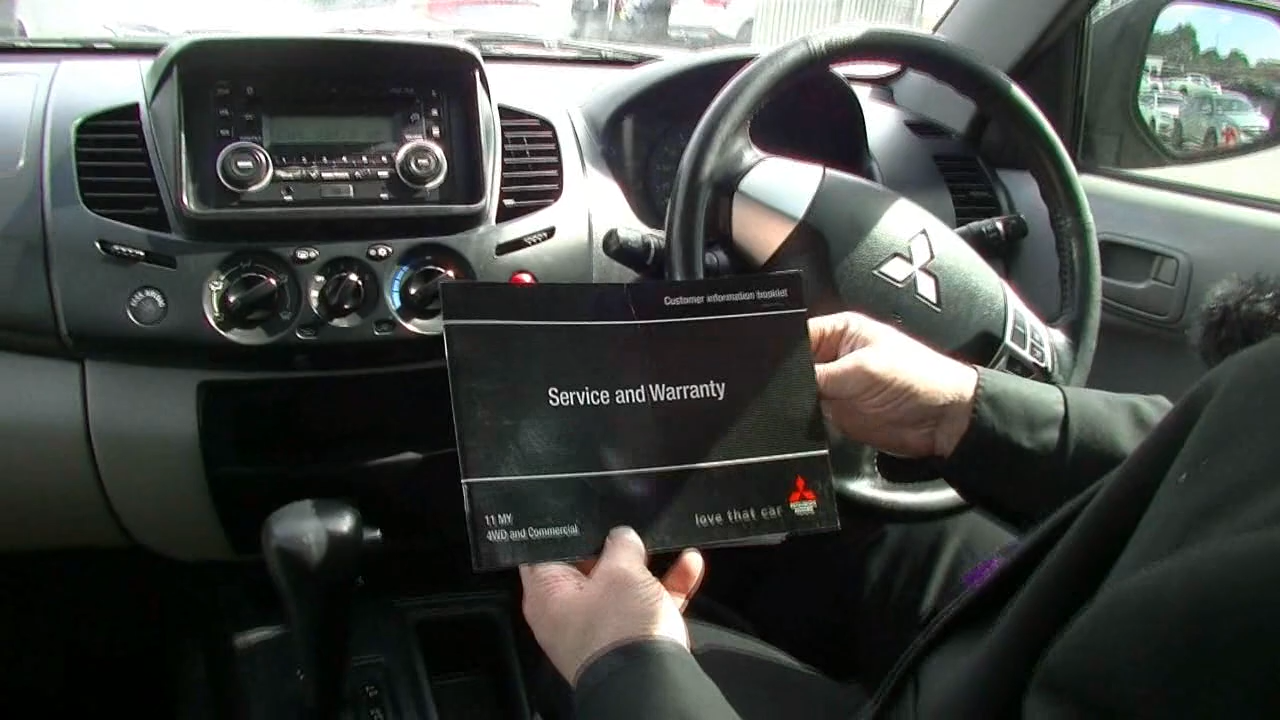 Customer information booklet
Service and Warranty
11 MY
4WD and Commercial
love that car